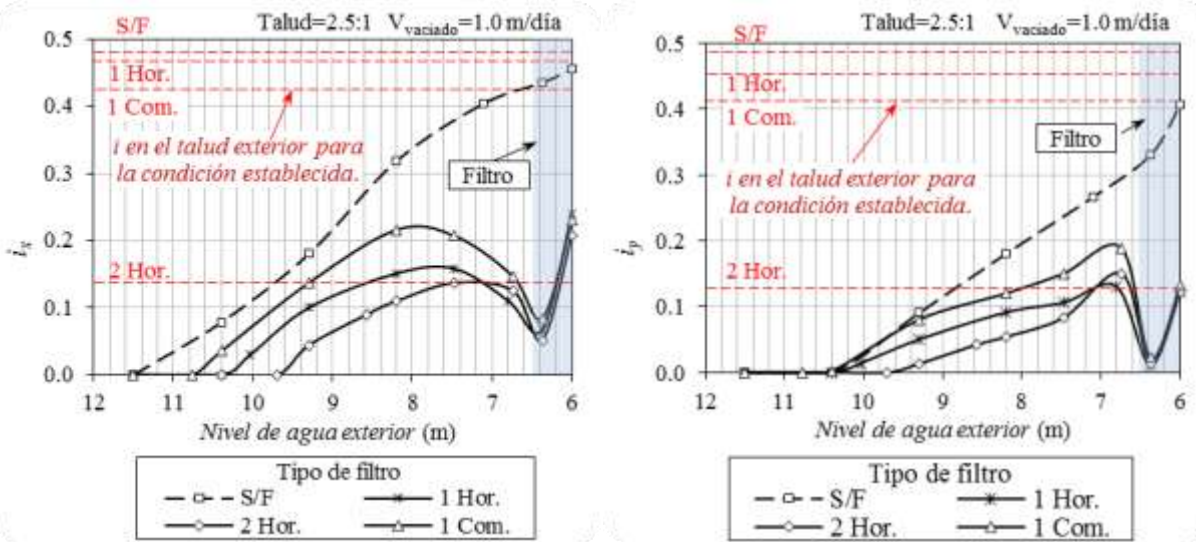 Talud=2.5:1 V_vaciado=1.0 m/día
S/F
0.5
1 Hor.
0.4
1 Com.
i en el talud exterior para
la condición establecida.
Filtro
0.3
0.2
2 Hor.
0.1
0.0
i_x
12 11 10 9 8 7 6
Nivel de agua exterior (m)
Tipo de filtro
S/F 1 Hor.
2 Hor. 1 Com.
Talud=2.5:1 V_vaciado=1.0 m/día
S/F
0.5
1 Hor.
0.4
1 Com.
Filtro
0.3
i en el talud exterior para
la condición establecida.
0.2
2 Hor.
0.1
0.0
i_y
12 11 10 9 8 7 6
Nivel de agua exterior (m)
Tipo de filtro
S/F 1 Hor.
2 Hor. 1 Com.